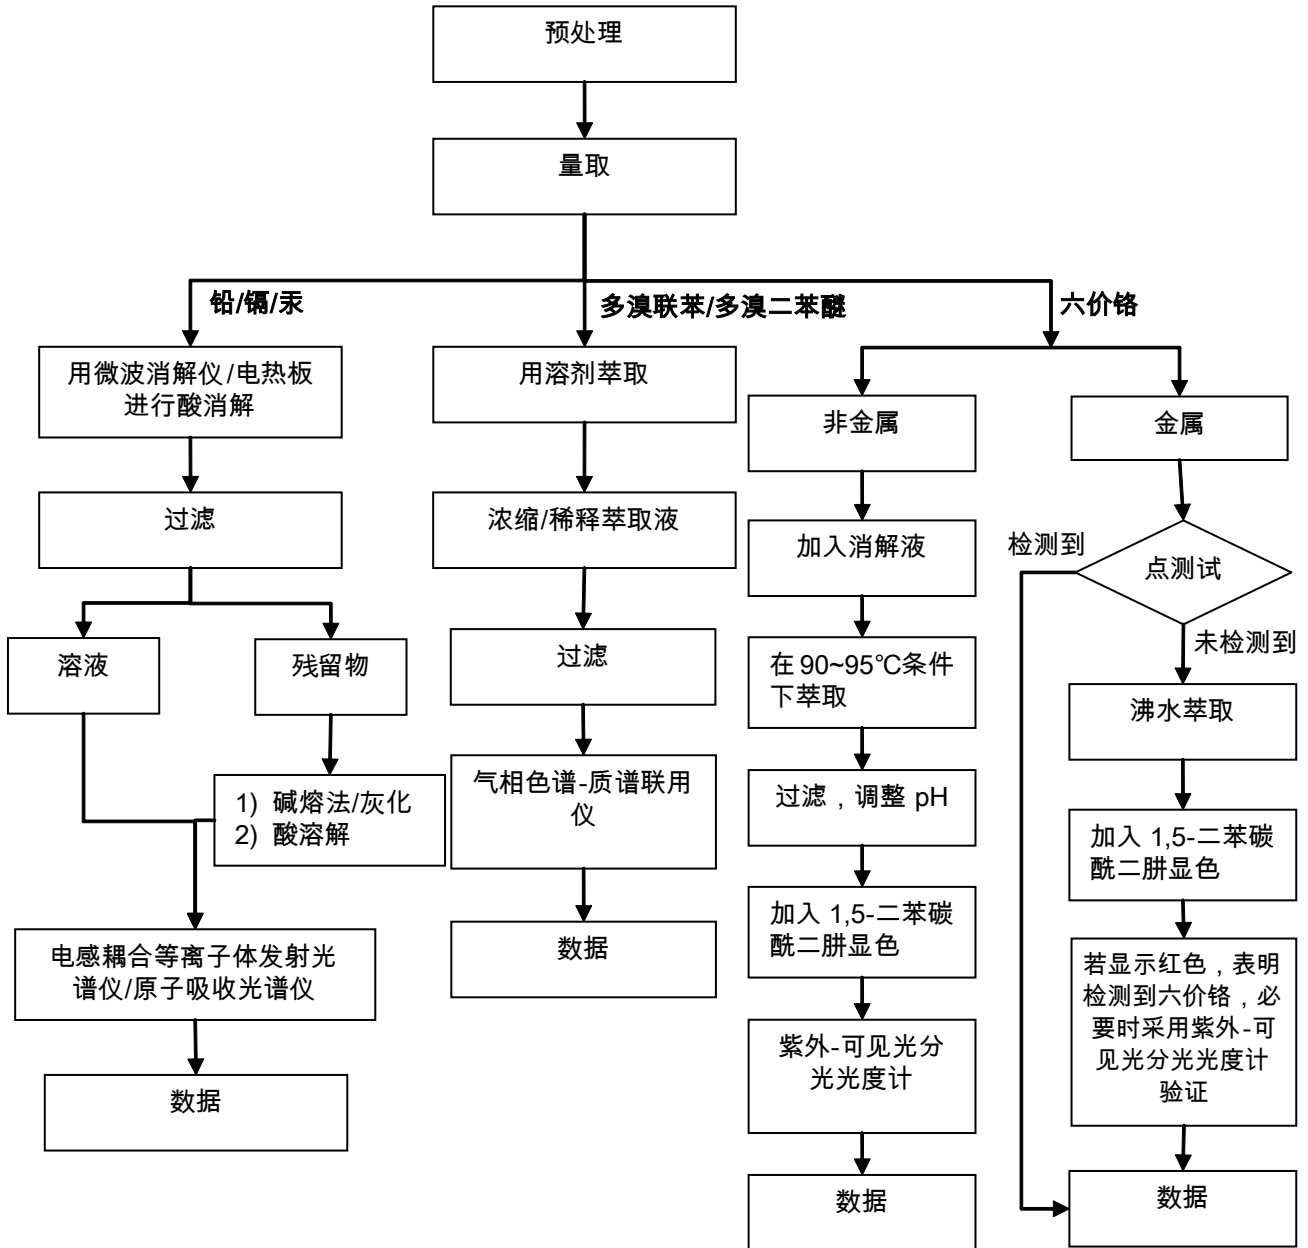 预处理
量取
铅/镉/汞
多溴联苯/多溴二苯醚
六价铬
用微波消解仪/电热板
进行酸消解
过滤
溶液
残留物
1) 碱熔法/灰化
2) 酸溶解
电感耦合等离子体发射光
谱仪/原子吸收光谱仪
数据
用溶剂萃取
浓缩/稀释萃取液
过滤
气相色谱-质谱联用
仪
数据
非金属
加入消解液
在 90~95℃条件
下萃取
过滤，调整 pH
加入 1,5-二苯碳
酰二肼显色
紫外-可见光分
光光度计
数据
金属
点测试
检测到
未检测到
沸水萃取
加入 1,5-二苯碳
酰二肼显色
若显示红色，表明
检测到六价铬，必
要时采用紫外-可
见光分光光度计
验证
数据